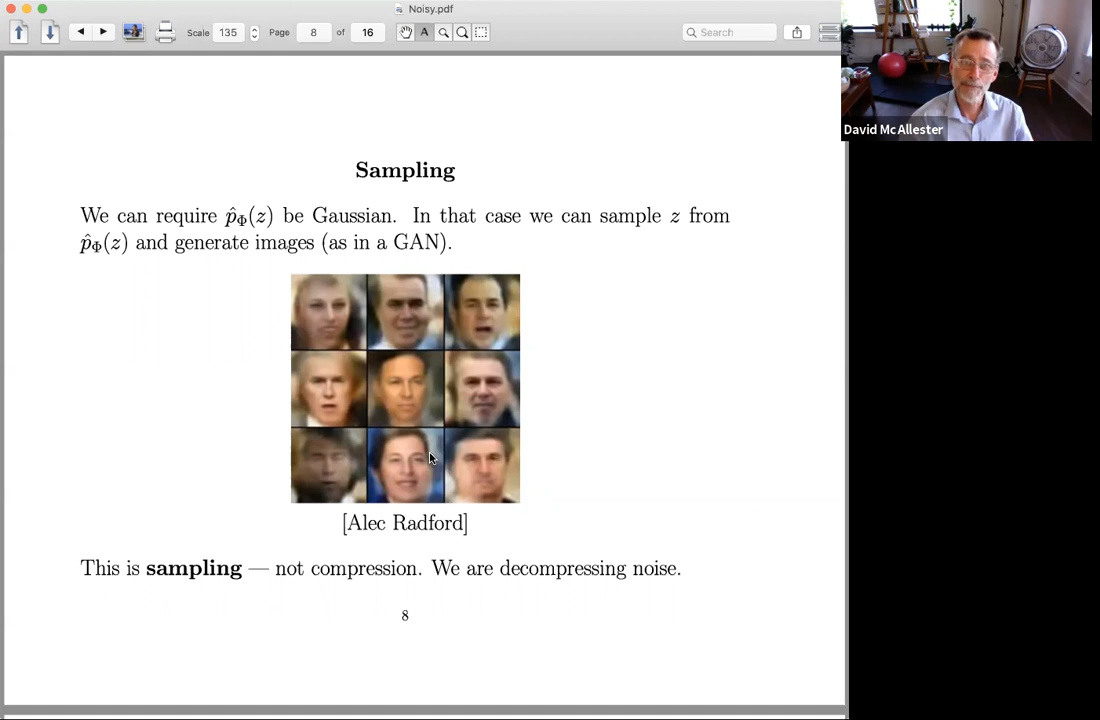 Noisy.pdf
Scale 135 Page 8 of 16 A Search
David McAllester
Sampling
We can require p̂Φ(z) be Gaussian. In that case we can sample z from
p̂Φ(z) and generate images (as in a GAN).
[Alec Radford]
This is sampling — not compression. We are decompressing noise.
8